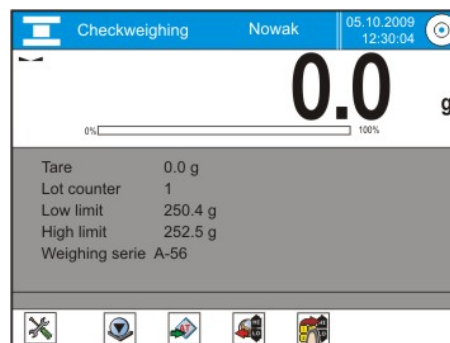 Checkweighing Nowak 05.10.2009
12:30:04
0.0 g
0% 100%
Tare 0.0 g
Lot counter 1
Low limit 250.4 g
High limit 252.5 g
Weighing serie A-56